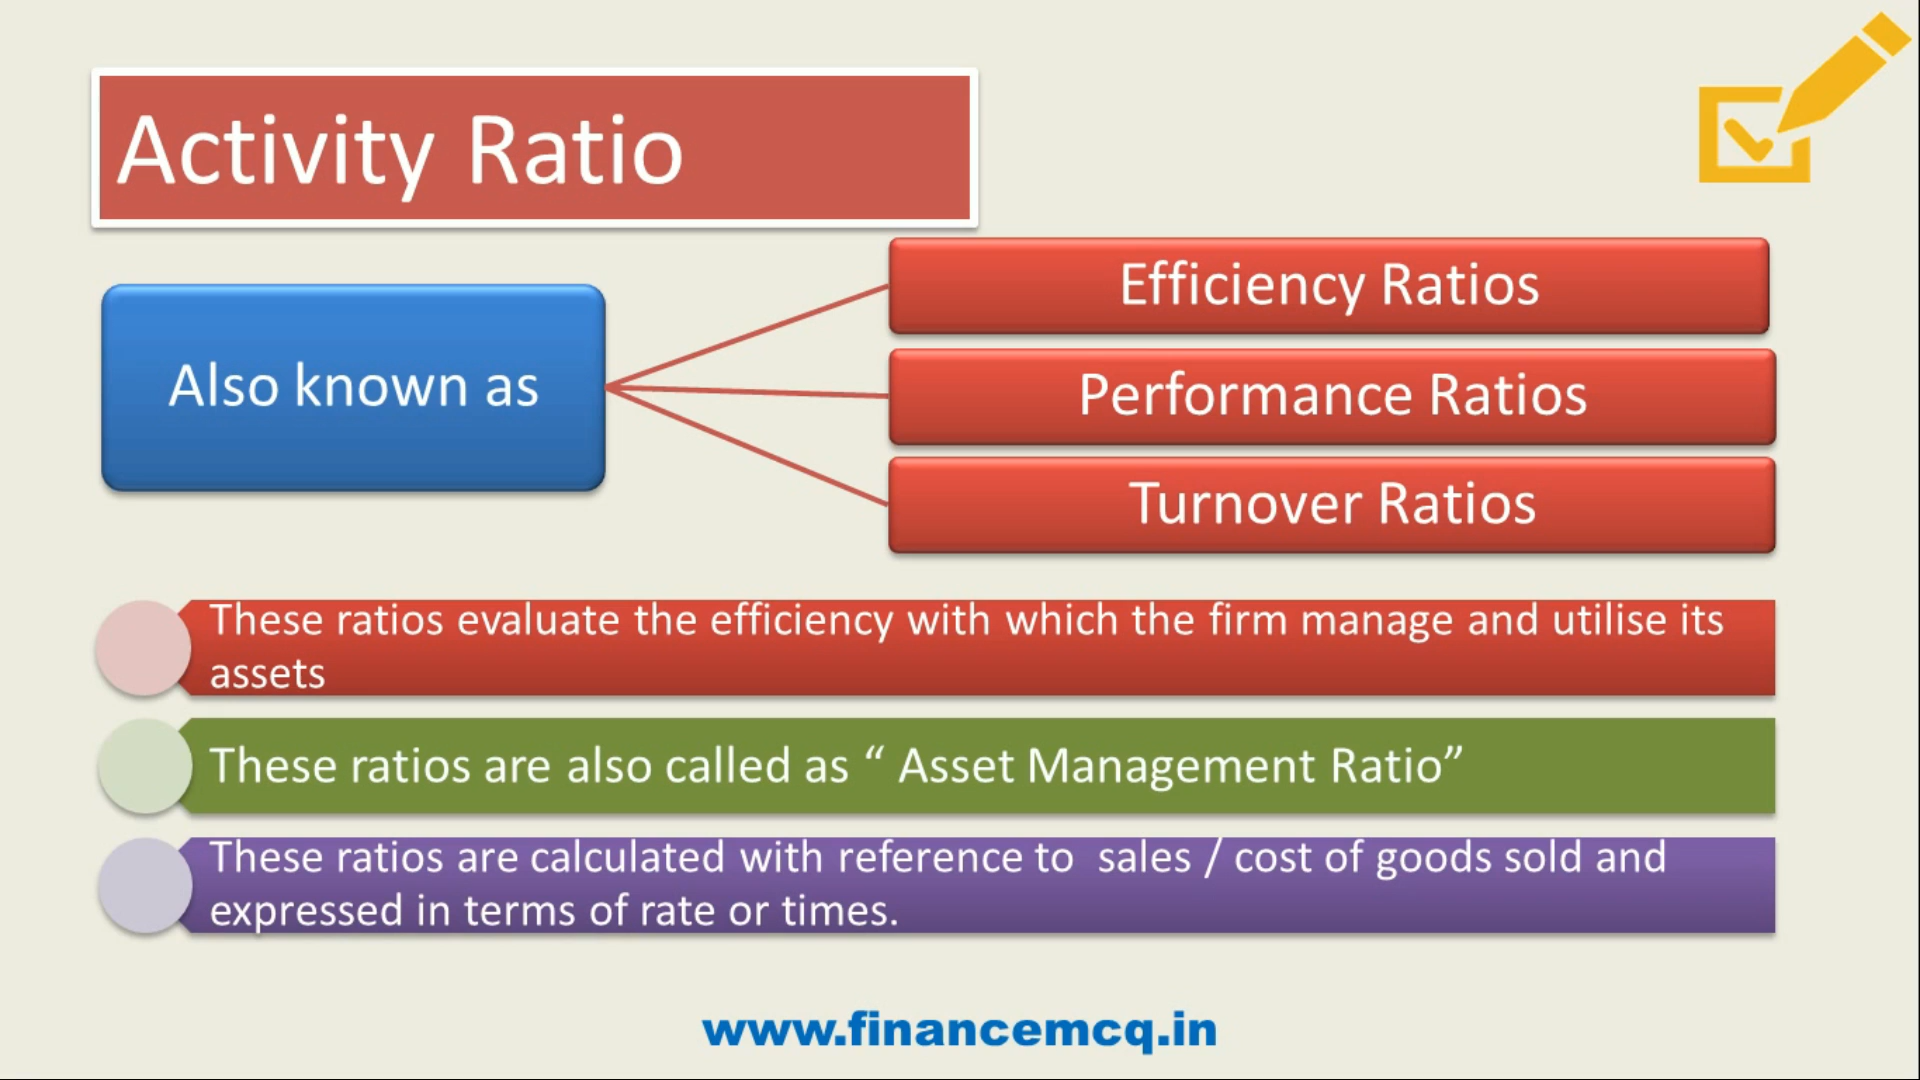 Activity Ratio
Also known as
Efficiency Ratios
Performance Ratios
Turnover Ratios
These ratios evaluate the efficiency with which the firm manage and utilise its
assets
These ratios are also called as “ Asset Management Ratio”
These ratios are calculated with reference to  sales / cost of goods sold and
expressed in terms of rate or times.
www.financemcq.in